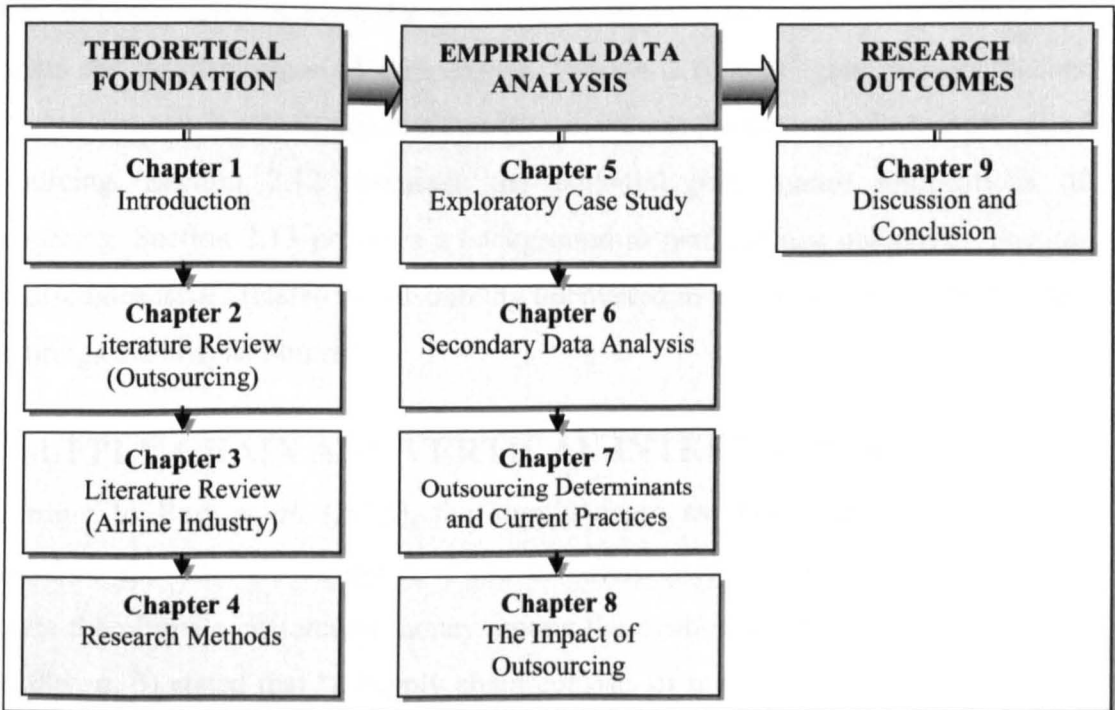 THEORETICAL
FOUNDATION
EMPIRICAL DATA
ANALYSIS
RESEARCH
OUTCOMES
Chapter 1
Introduction
Chapter 2
Literature Review
(Outsourcing)
Chapter 3
Literature Review
(Airline Industry)
Chapter 4
Research Methods
Chapter 5
Exploratory Case Study
Chapter 6
Secondary Data Analysis
Chapter 7
Outsourcing Determinants
and Current Practices
Chapter 8
The Impact of
Outsourcing
Chapter 9
Discussion and
Conclusion